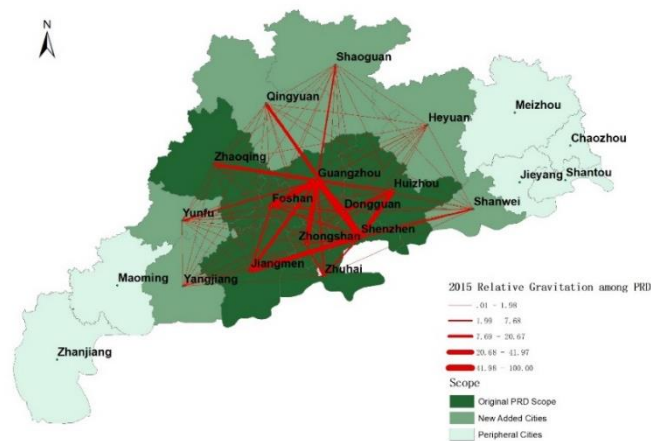 N
Shaoguan
Qingyuan
Meizhou
Heyuan
Chaozhou
Zhaoqing
Guangzhou
Jieyang
Shantou
Huizhou
Foshan
Dongguan
Shanwei
Yunfu
Zhongshan
Shenzhen
Jiangmen
Zhuhai
Maoming
Yangjiang
Zhanjiang
2015 Relative Gravitation among PRD
.01 - 1.98
1.99 - 7.68
7.69 - 20.67
20.68 - 41.97
41.98 - 100.00
Scope
Original PRD Scope
New Added Cities
Peripheral Cities